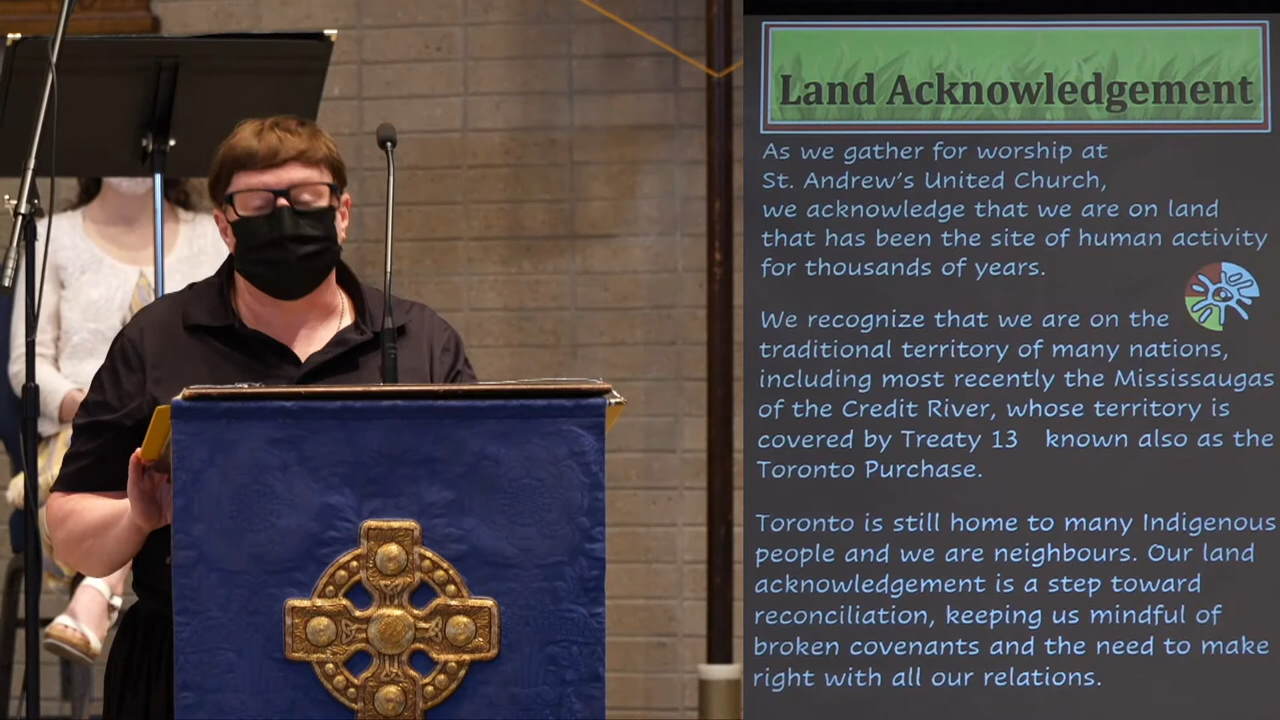 Land Acknowledgement
As we gather for worship at
St. Andrew's United Church,
we acknowledge that we are on land
that has been the site of human activity
for thousands of years.
We recognize that we are on the
traditional territory of many nations,
including most recently the Mississaugas
of the Credit River, whose territory is
covered by Treaty 13 known also as the
Toronto Purchase.
Toronto is still home to many Indigenous
people and we are neighbours. Our land
acknowledgement is a step toward
reconciliation, keeping us mindful of
broken covenants and the need to make
right with all our relations.